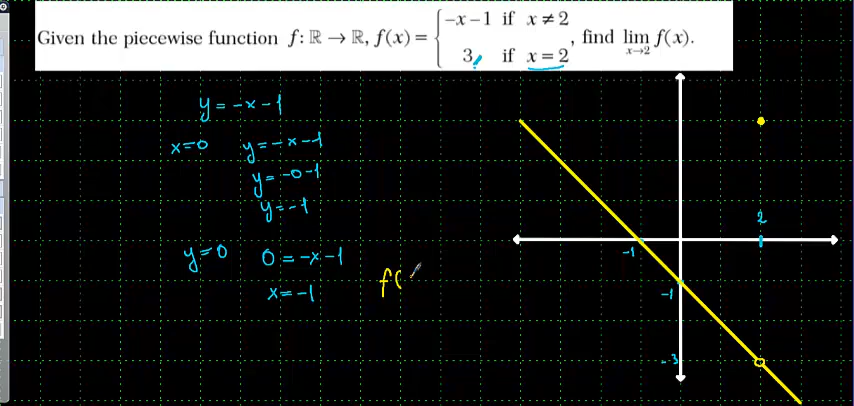 Given the piecewise function f: ℝ → ℝ, f(x) = { -x-1 if x ≠ 2
3, if x = 2 , find lim x→2 f(x).
y = -x-1
x=0 y=-x-1
y=-0-1
y=-1
y=0 0=-x-1
x=-1
f(
2
-1
-1
-3